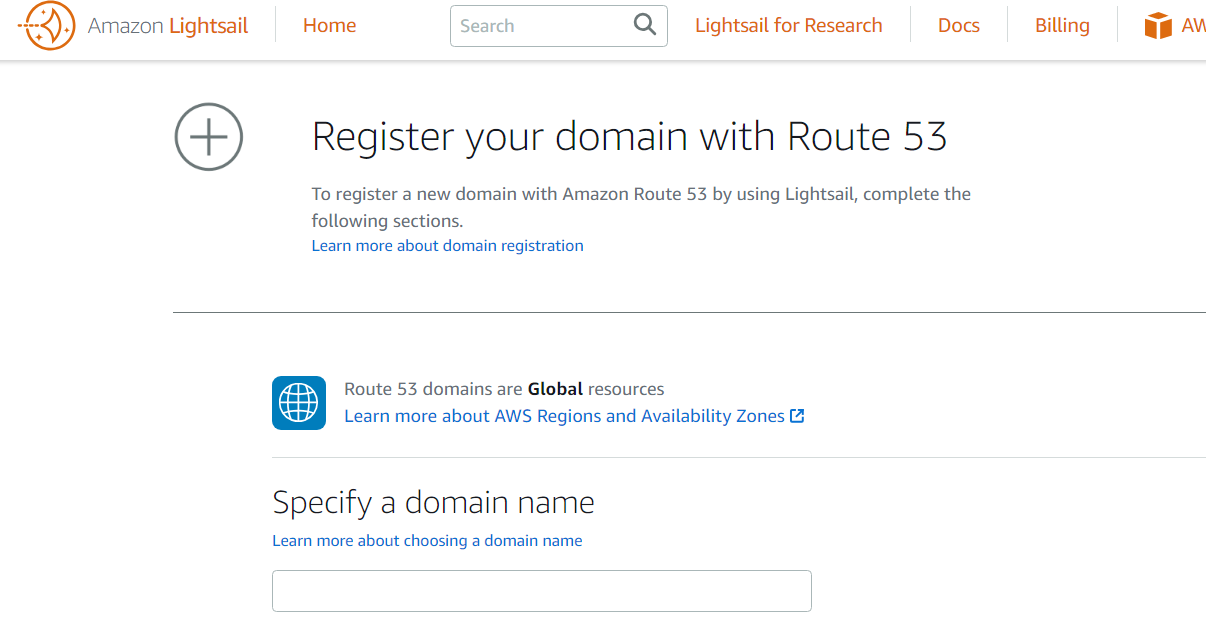 Amazon Lightsail
Home
Search
Lightsail for Research
Docs
Billing
Register your domain with Route 53
To register a new domain with Amazon Route 53 by using Lightsail, complete the
following sections.
Learn more about domain registration
Route 53 domains are Global resources
Learn more about AWS Regions and Availability Zones
Specify a domain name
Learn more about choosing a domain name